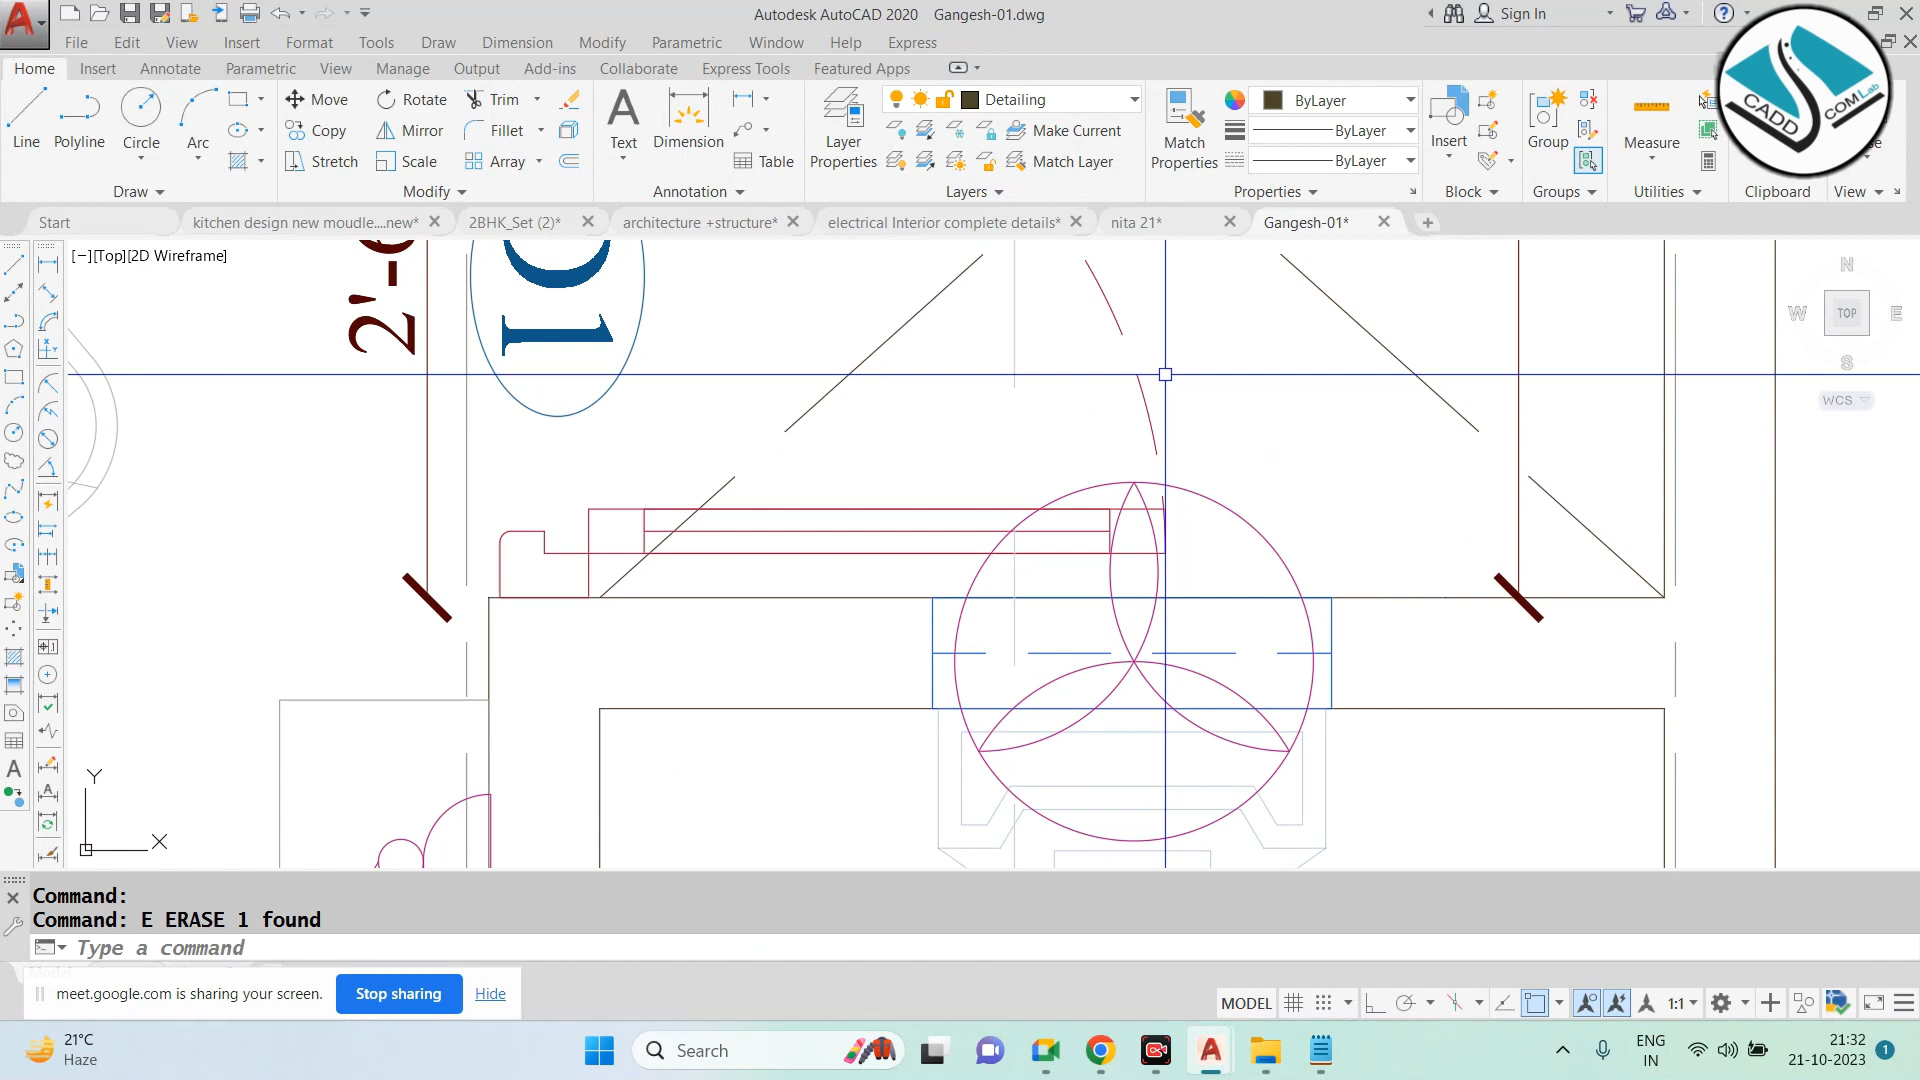 Autodesk AutoCAD 2020 Gangesh-01.dwg
Sign In
File Edit View Insert Format Tools Draw Dimension Modify Parametric Window Help Express
Home Insert Annotate Parametric View Manage Output Add-ins Collaborate Express Tools Featured Apps
Line Polyline Circle Arc
Draw
Move Rotate Trim
Copy Mirror Fillet
Stretch Scale Array
Modify
Text Dimension Table
Annotation
Layer Properties
Detailing
Make Current
Match Layer
Layers
Match Properties
ByLayer
ByLayer
ByLayer
Properties
Insert
Block
Group
Groups
Measure
Utilities
Clipboard
View
CADD
COM Lab
Start kitchen design new moudle....new* 2BHK_Set (2)* architecture +structure* electrical Interior complete details* nita 21* Gangesh-01*
[−][Top][2D Wireframe]
N
W TOP E
S
WCS
Y
X
Command:
Command: E ERASE 1 found
Type a command
meet.google.com is sharing your screen. Stop sharing Hide
MODEL 1:1
21°C
Haze
Search
ENG
IN
21:32
21-10-2023
1